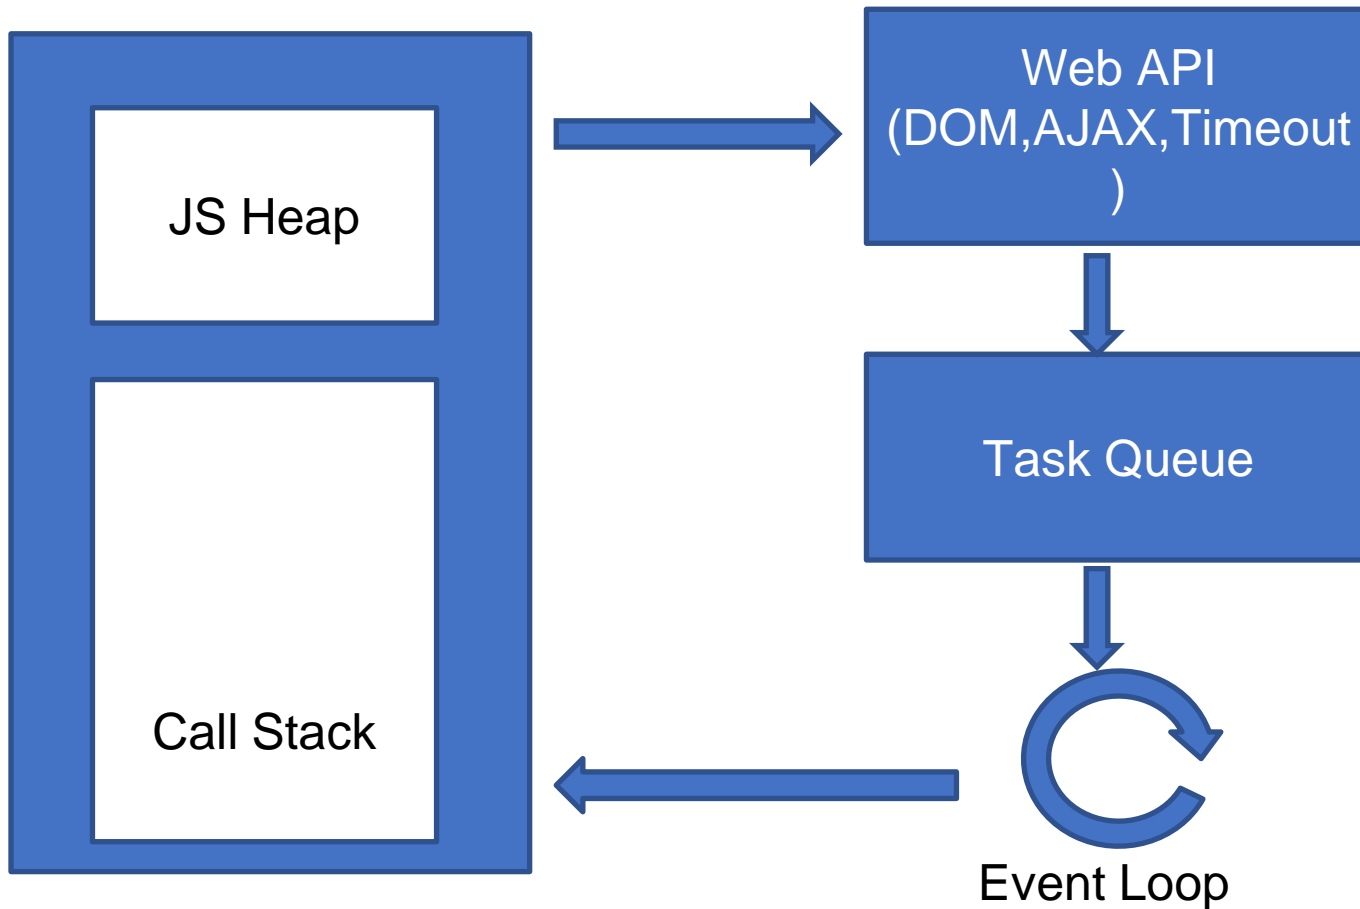 JS Heap
Call Stack
Web API
(DOM,AJAX,Timeout
)
Task Queue
Event Loop